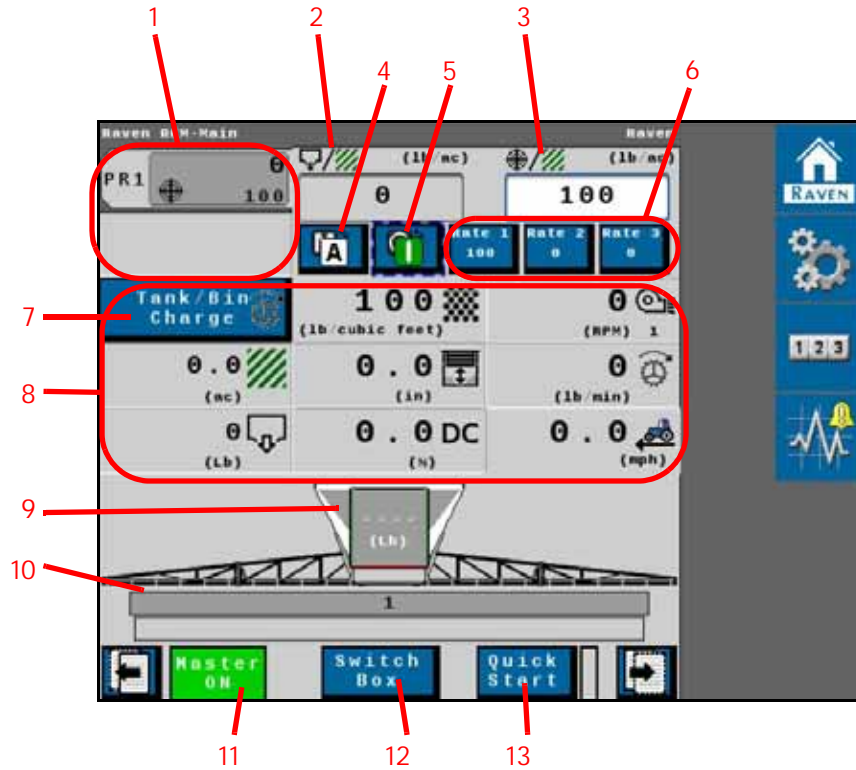 1 2 3
4 5 6
Raven RCM-Main Raven
(lb/ac) (lb/ac)
PR1 0 0 100
100
RAVEN
A Rate 1 Rate 2 Rate 3
100 0 0
7 Tank/Bin 100 0
Charge (lb/cubic feet) (RPM) 1
1 2 3
8 0.0 0.0 0
(ac) (in) (lb/min)
0 0.0 DC 0.0
(Lb) (%) (mph)
9 ----
(Lb)
10
1
Master Switch Quick
ON Box Start
11 12 13